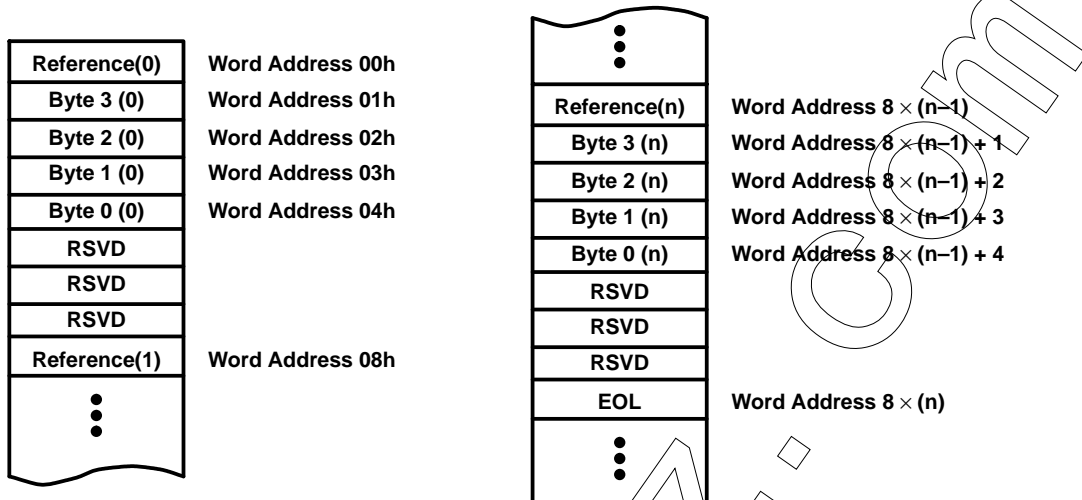 Reference(0) Word Address 00h
Byte 3 (0) Word Address 01h
Byte 2 (0) Word Address 02h
Byte 1 (0) Word Address 03h
Byte 0 (0) Word Address 04h
RSVD
RSVD
RSVD
Reference(1) Word Address 08h
Reference(n) Word Address 8 × (n–1)
Byte 3 (n) Word Address 8 × (n–1) + 1
Byte 2 (n) Word Address 8 × (n–1) + 2
Byte 1 (n) Word Address 8 × (n–1) + 3
Byte 0 (n) Word Address 8 × (n–1) + 4
RSVD
RSVD
RSVD
EOL Word Address 8 × (n)
.com